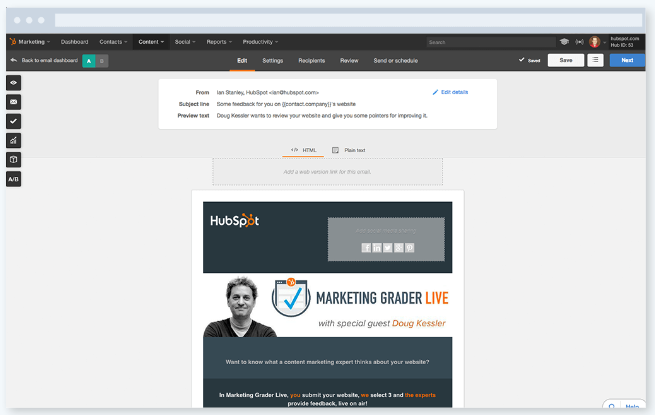 Marketing Dashboard Contacts Content Social Reports Productivity Search hubspot.com
Hub ID: 53
Back to email dashboard A B Edit Settings Recipients Review Send or schedule Saved Save Next
From Ian Stanley, HubSpot <ian@hubspot.com> Edit details
Subject line Some feedback for you on {{contact.company}}'s website
Preview text Doug Kessler wants to review your website and give you some pointers for improving it.
A/B
</> HTML Plain text
Add a web version link for this email.
HubSpot
MARKETING GRADER LIVE
with special guest Doug Kessler
Want to know what a content marketing expert thinks about your website?
In Marketing Grader Live, you submit your website, we select 3 and the experts
provide feedback, live on air!
Help